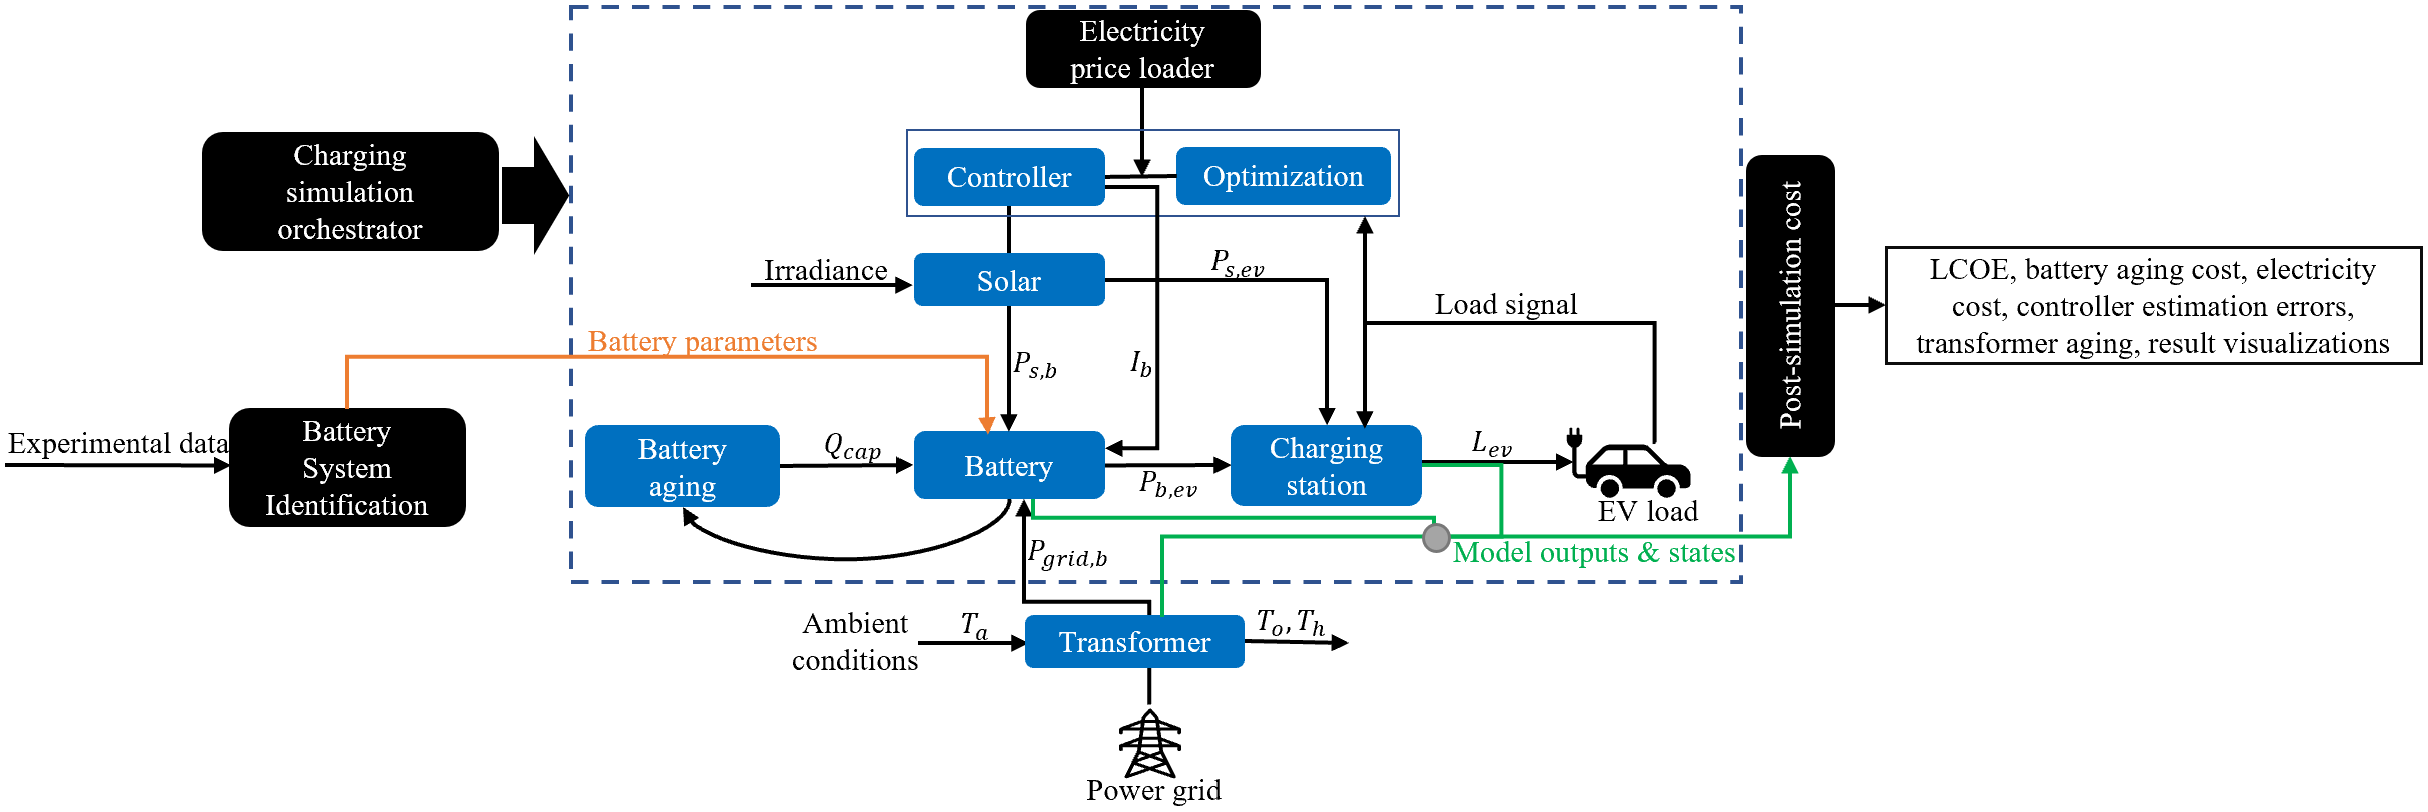 Electricity
price loader
Charging
simulation
orchestrator
Controller
Optimization
Irradiance
Solar
P_{s,ev}
Load signal
Battery parameters
P_{s,b}
I_b
Post-simulation cost
LCOE, battery aging cost, electricity
cost, controller estimation errors,
transformer aging, result visualizations
Experimental data
Battery
System
Identification
Battery
aging
Q_{cap}
Battery
P_{b,ev}
Charging
station
L_{ev}
EV load
P_{grid,b}
Model outputs & states
Ambient
conditions
T_a
Transformer
T_o, T_h
Power grid